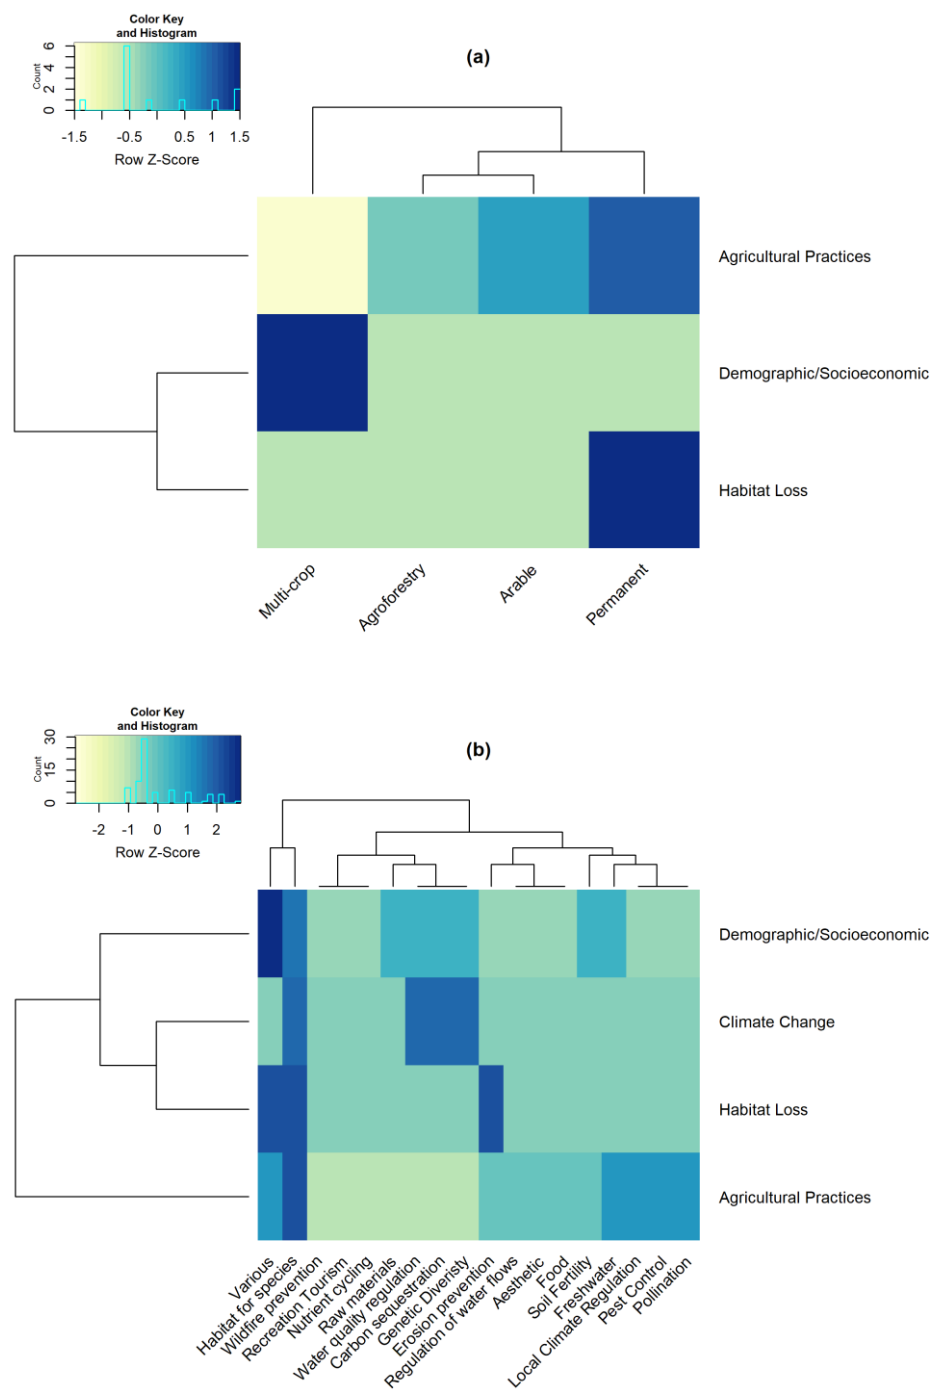 Color Key
and Histogram
Count
0 2 4 6
-1.5 -0.5 0.5 1 1.5
Row Z-Score
(a)
Agricultural Practices
Demographic/Socioeconomic
Habitat Loss
Multi-crop
Agroforestry
Arable
Permanent
Color Key
and Histogram
Count
0 15 30
-2 -1 0 1 2
Row Z-Score
(b)
Demographic/Socioeconomic
Climate Change
Habitat Loss
Agricultural Practices
Various
Habitat for species
Wildfire prevention
Recreation Tourism
Nutrient cycling
Raw materials
Water quality regulation
Carbon sequestration
Genetic Diveristy
Erosion prevention
Regulation of water flows
Aesthetic
Food
Soil Fertility
Freshwater
Local Climate Regulation
Pest Control
Pollination